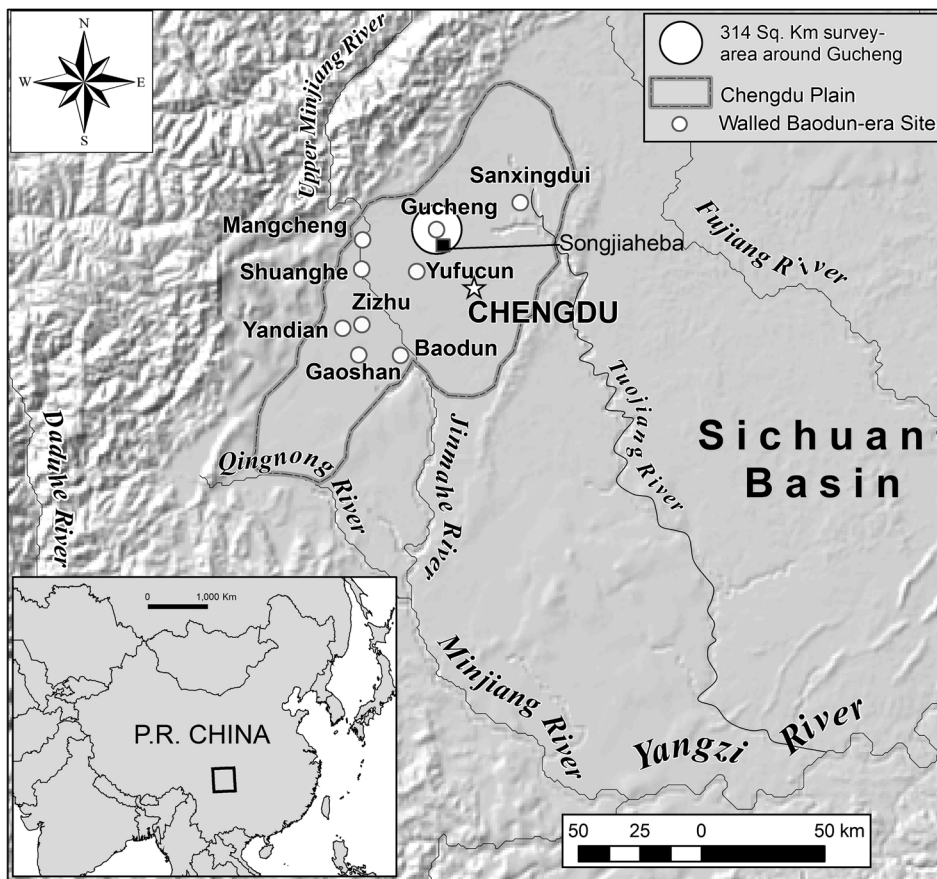 N
W
E
S
314 Sq. Km survey-
area around Gucheng
Chengdu Plain
Walled Baodun-era Site
Upper Minjiang River
Sanxingdui
Gucheng
Mangcheng
Songjiaheba
Fujiang River
Shuanghe
Yufucun
Zizhu
CHENGDU
Yandian
Baodun
Gaoshan
Tuojiang River
Daduhe River
Jinmahe River
Sichuan
Basin
Qingnong
River
Minjiang River
Yangzi River
0 1,000 Km
P.R. CHINA
50 25 0 50 km